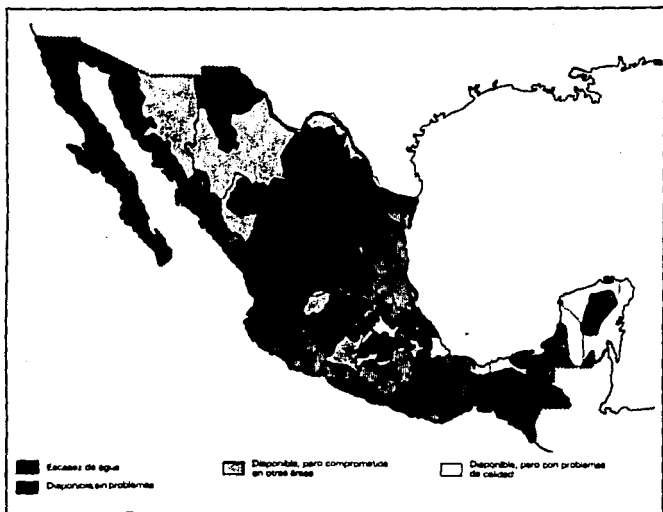 Escasez de agua
Disponible, sin problemas
Disponible, pero comprometida
en otras áreas
Disponible, pero con problemas
de calidad